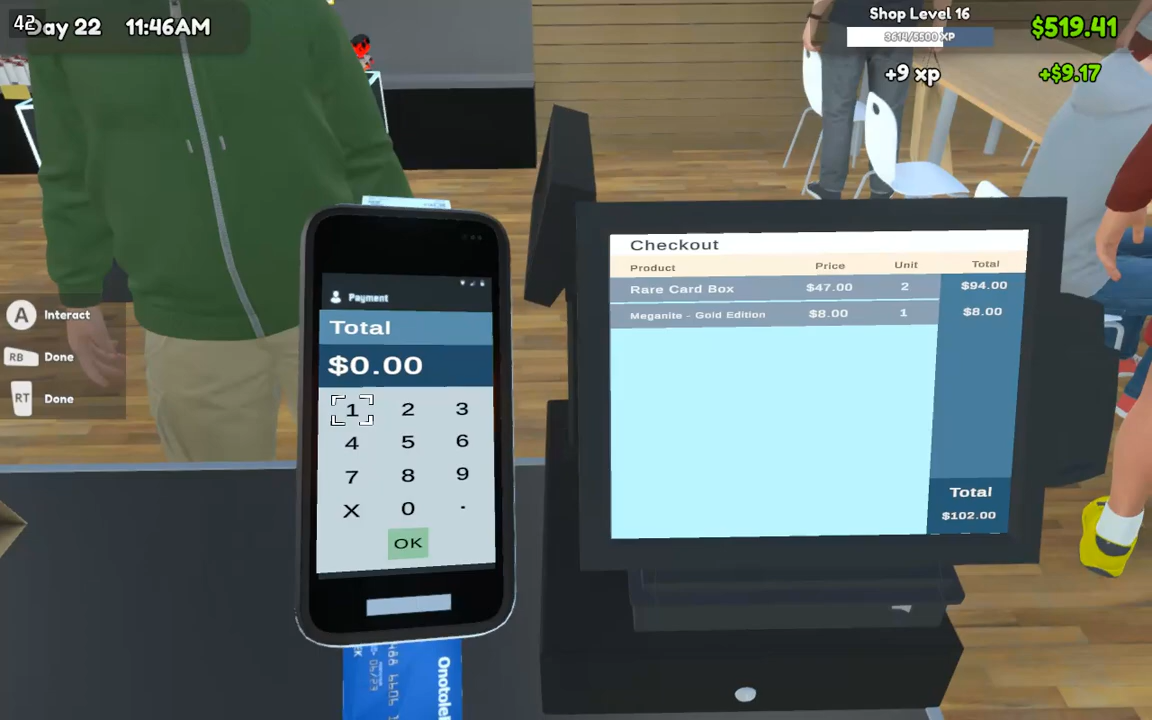 42
Day 22 11:46AM
Shop Level 16
3614/5500 XP
$519.41
+9 xp
+$9.17
A Interact
RB Done
RT Done
Payment
Total
$0.00
1 2 3
4 5 6
7 8 9
X 0 .
OK
Checkout
Product Price Unit Total
Rare Card Box $47.00 2 $94.00
Meganite - Gold Edition $8.00 1 $8.00
Total
$102.00